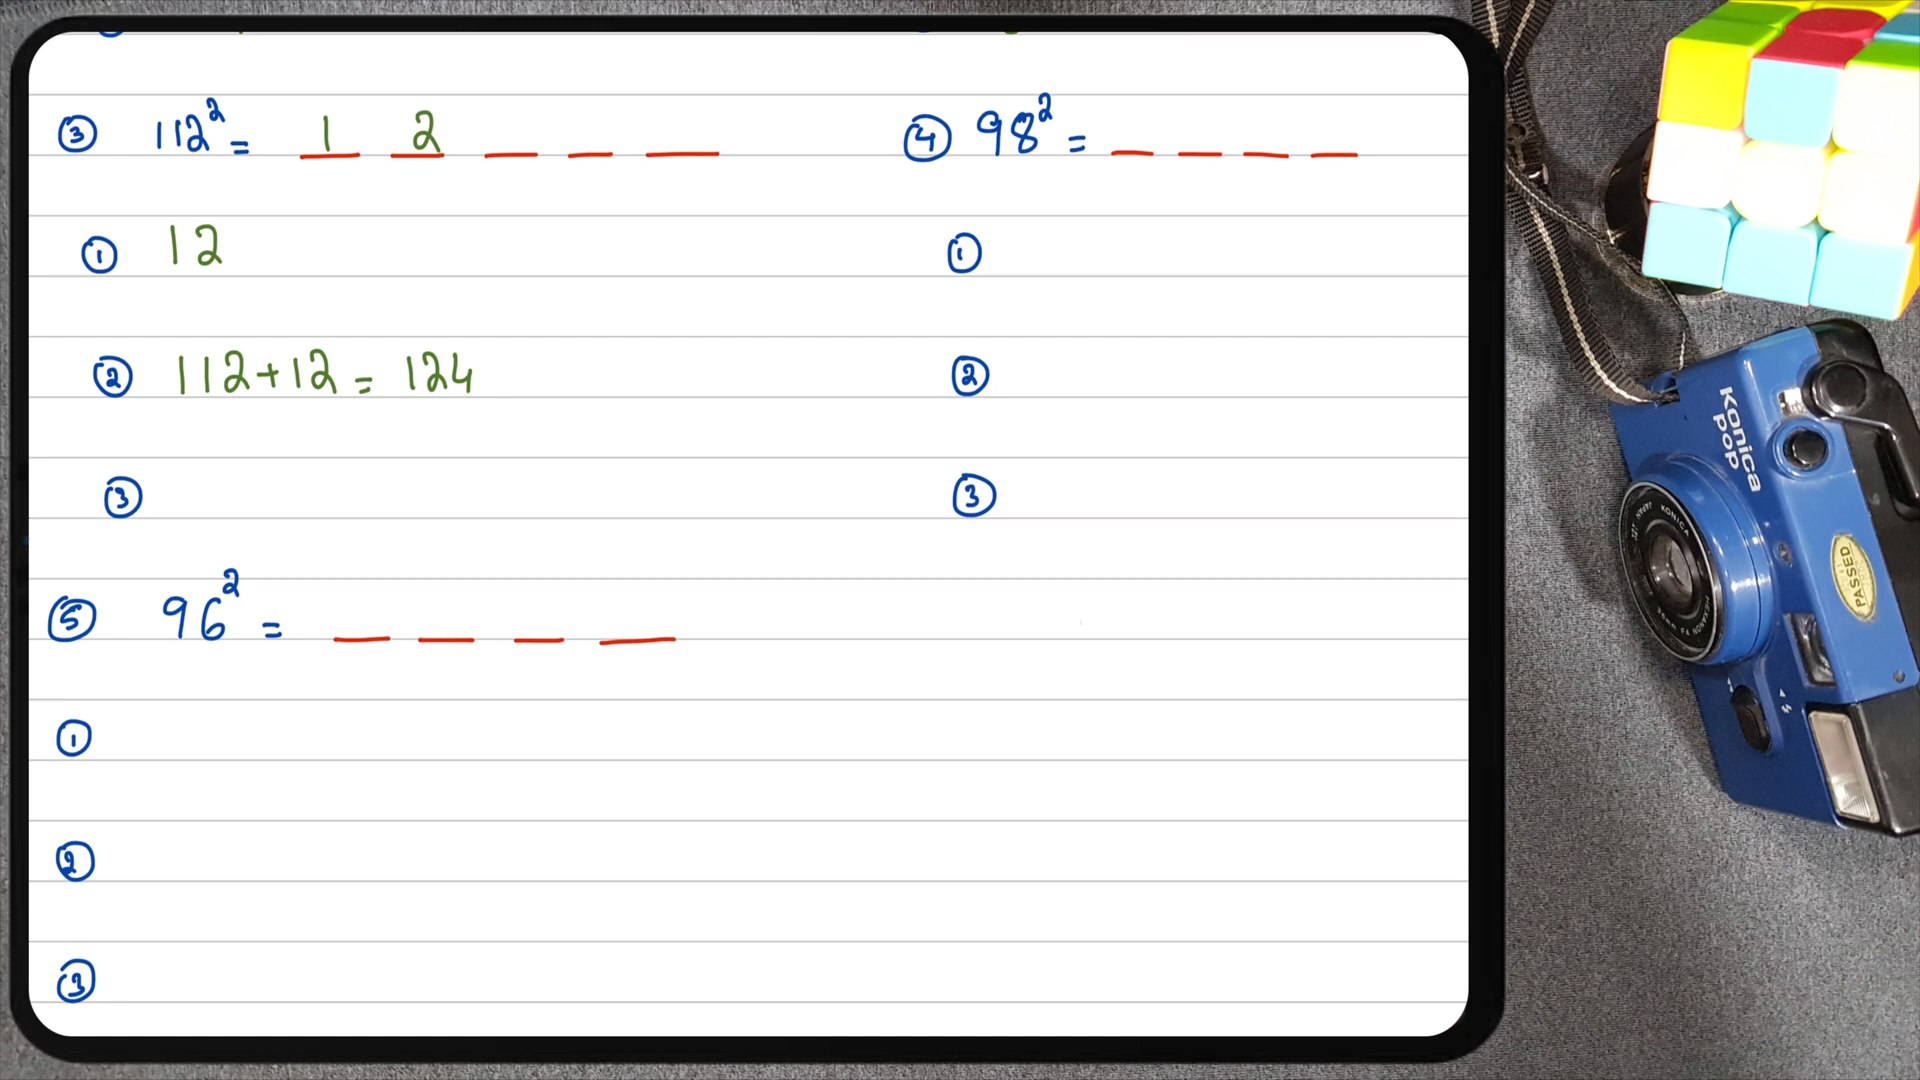 ③ 112² = 1 2 _ _ _
① 12
② 112+12 = 124
③
④ 98² = _ _ _ _
①
②
③
⑤ 96² = _ _ _ _
①
②
③
Konica
pop
PASSED
KONICA